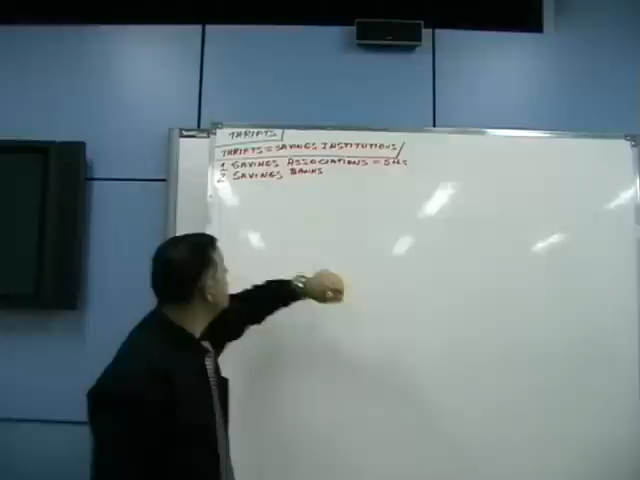 THRIFTS
THRIFTS = SAVINGS INSTITUTIONS
1 SAVINGS ASSOCIATIONS = S&LS
2 SAVINGS BANKS